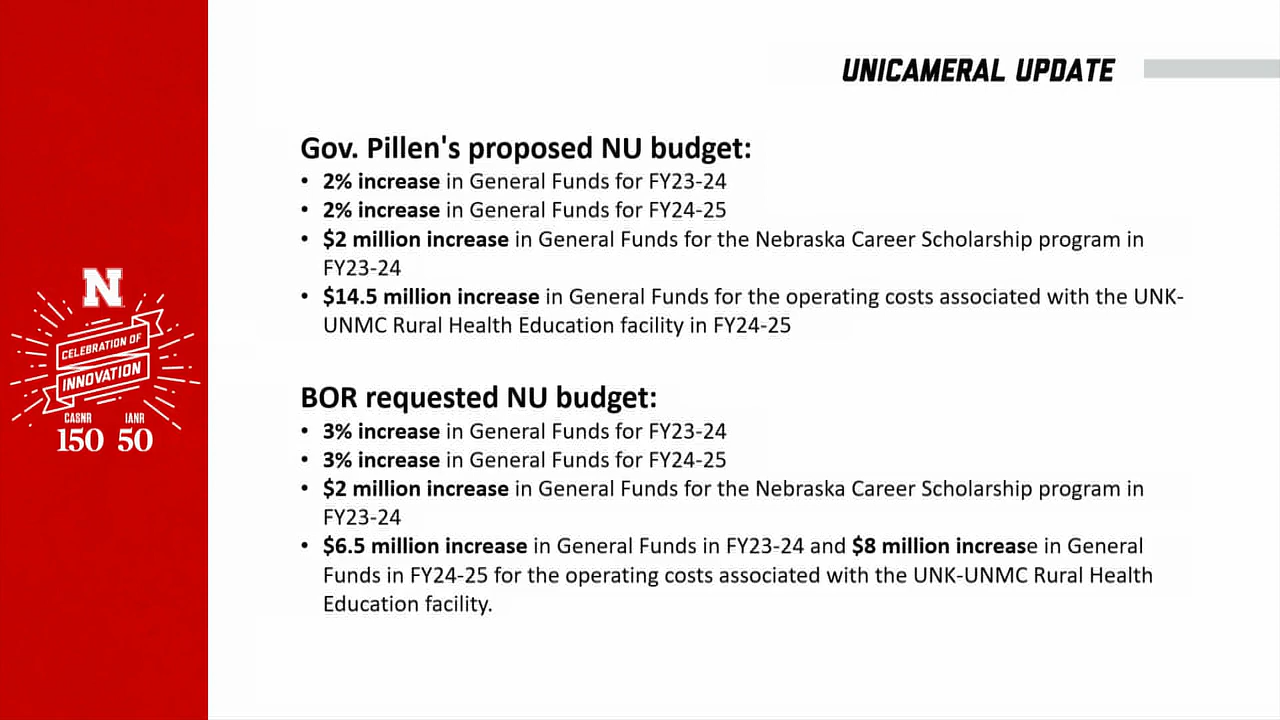 UNICAMERAL UPDATE
Gov. Pillen's proposed NU budget:
• 2% increase in General Funds for FY23-24
• 2% increase in General Funds for FY24-25
• $2 million increase in General Funds for the Nebraska Career Scholarship program in
FY23-24
• $14.5 million increase in General Funds for the operating costs associated with the UNK-
UNMC Rural Health Education facility in FY24-25
BOR requested NU budget:
• 3% increase in General Funds for FY23-24
• 3% increase in General Funds for FY24-25
• $2 million increase in General Funds for the Nebraska Career Scholarship program in
FY23-24
• $6.5 million increase in General Funds in FY23-24 and $8 million increase in General
Funds in FY24-25 for the operating costs associated with the UNK-UNMC Rural Health
Education facility.
N
CELEBRATION OF
INNOVATION
CASNR IANR
150 50